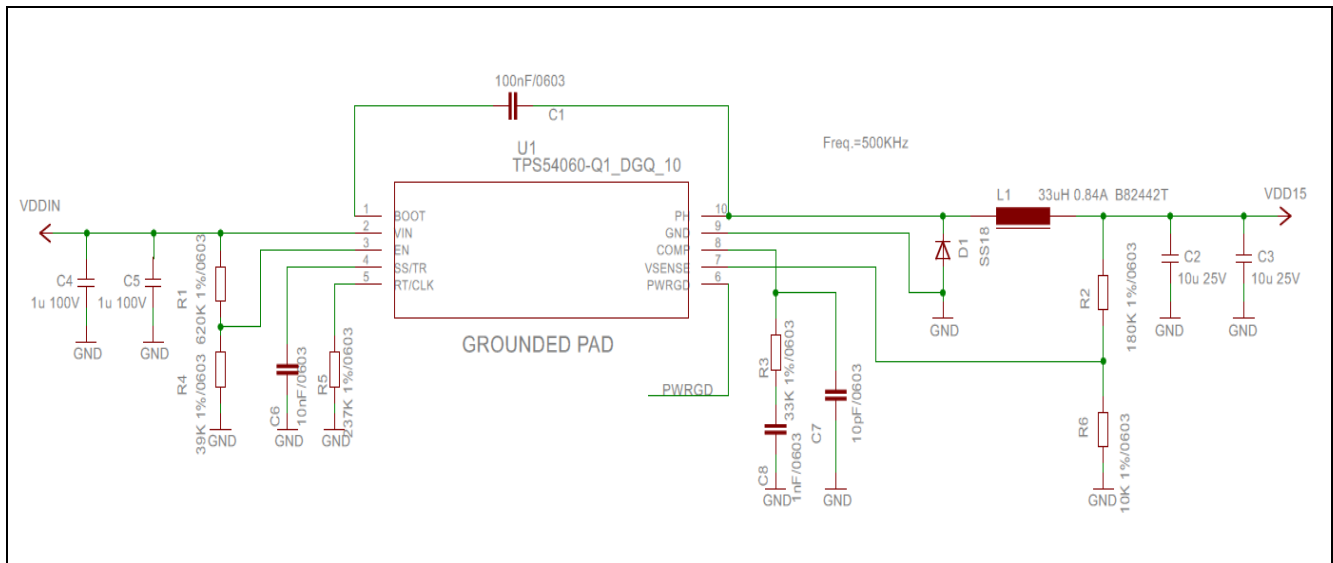 100nF/0603
C1
U1
TPS54060-Q1_DGQ_10
Freq.=500KHz
VDDIN
1
BOOT
2
VIN
3
EN
4
SS/TR
5
RT/CLK
PH
10
GND
9
COMP
8
VSENSE
7
PWRGD
6
GROUNDED PAD
PWRGD
C4
1u 100V
GND
C5
1u 100V
GND
R1
620K 1%/0603
R4
39K 1%/0603
GND
C6
10nF/0603
GND
R5
237K 1%/0603
GND
R3
33K 1%/0603
C8
1nF/0603
GND
C7
10pF/0603
GND
D1
SS18
GND
L1
33uH 0.84A B82442T
VDD15
R2
180K 1%/0603
R6
10K 1%/0603
GND
C2
10u 25V
GND
C3
10u 25V
GND